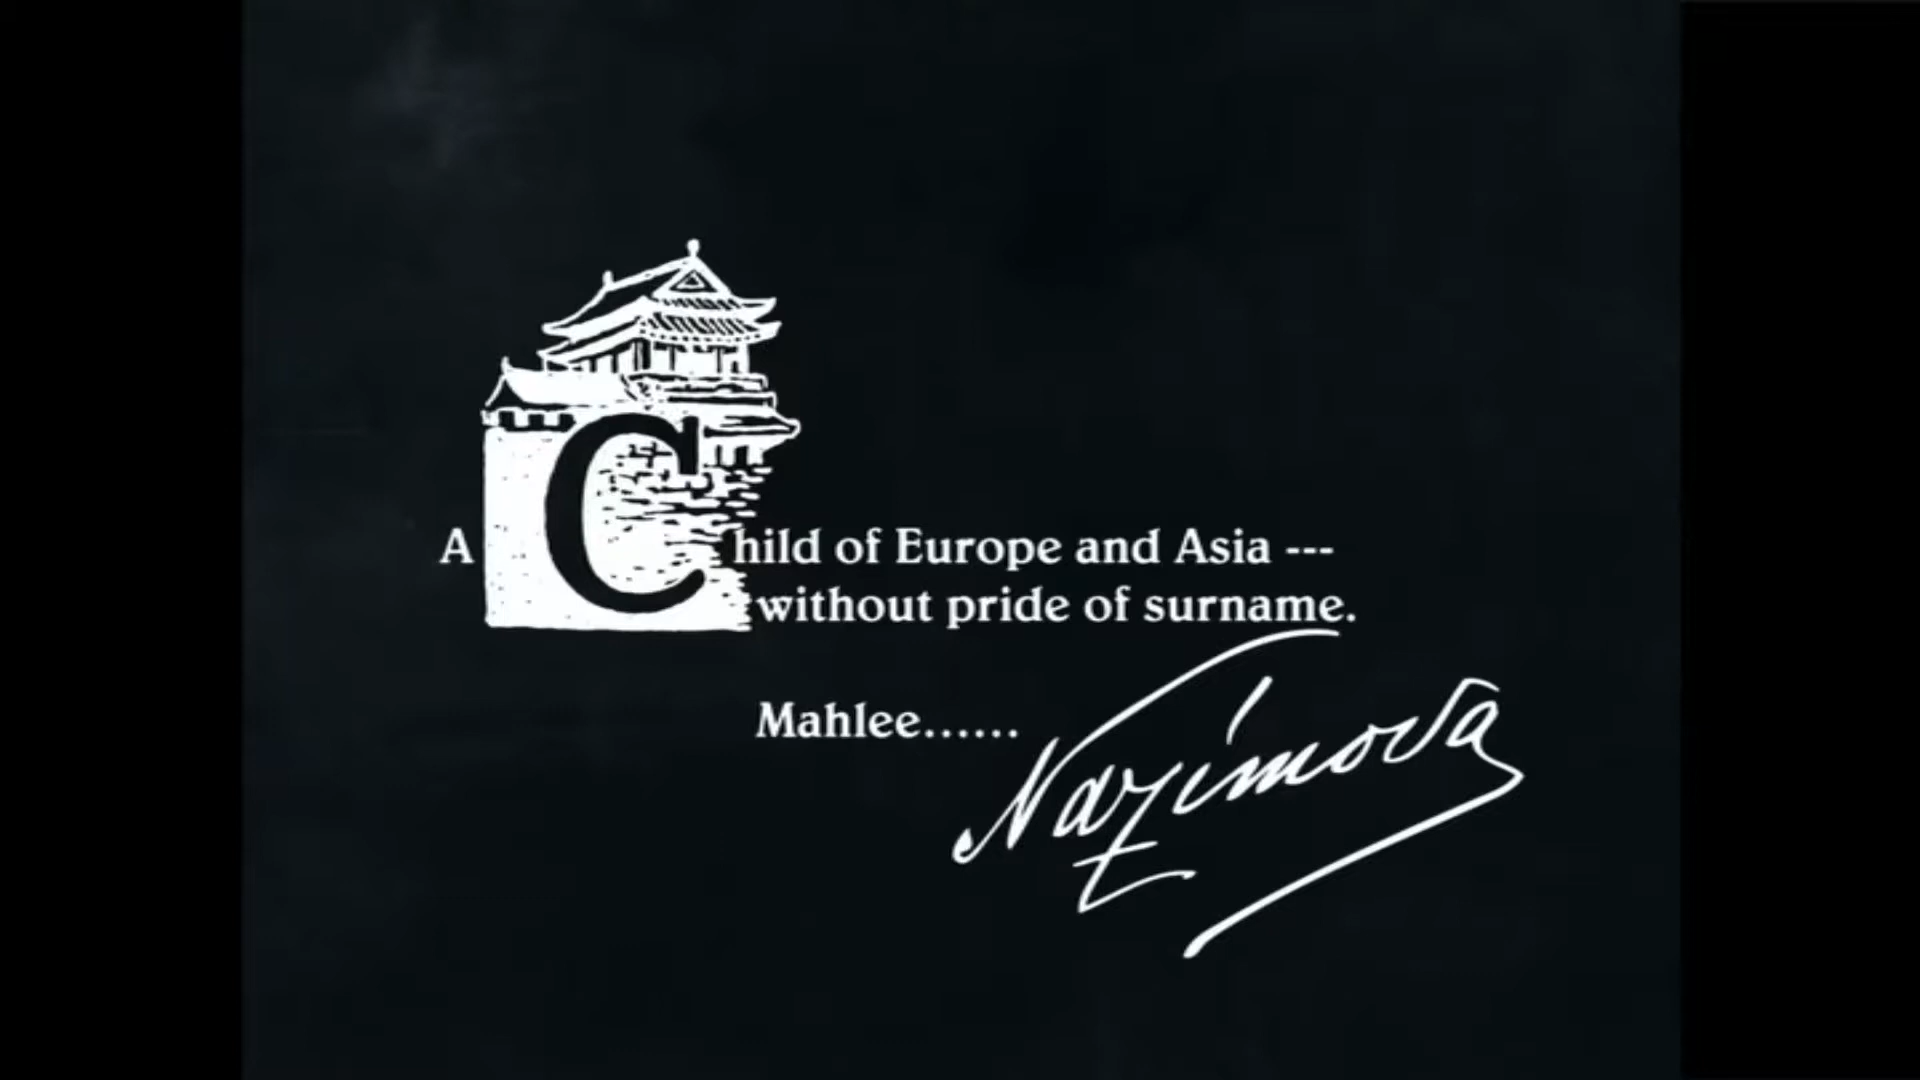 A Child of Europe and Asia ---
without pride of surname.
Mahlee......
Nazimova